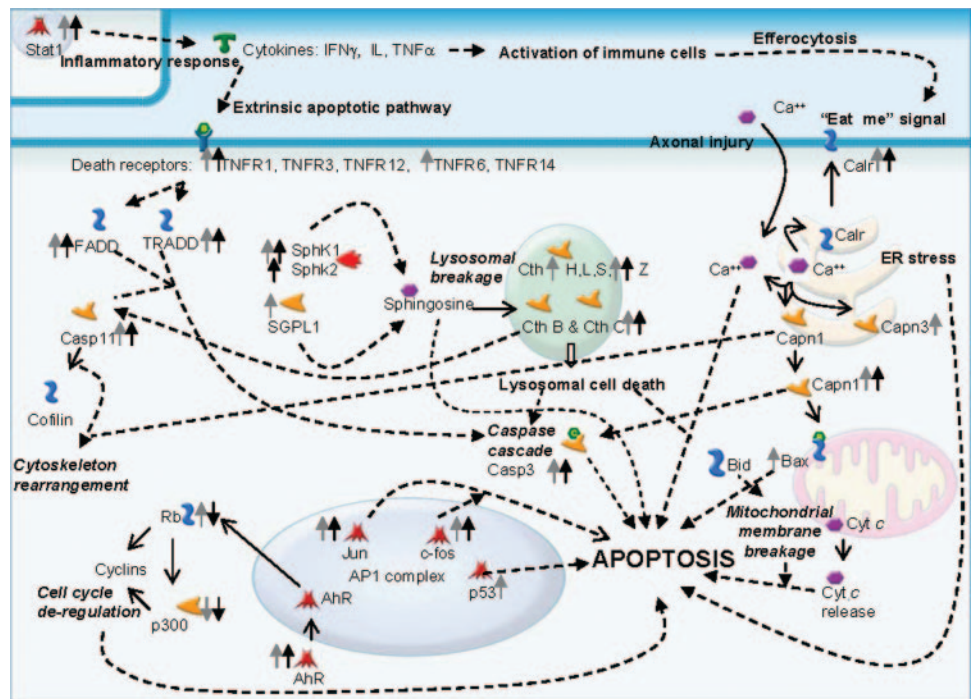 Stat1
Inflammatory response
Cytokines: IFNγ, IL, TNFα
Activation of immune cells
Efferocytosis
Extrinsic apoptotic pathway
Ca++
"Eat me" signal
Axonal injury
Death receptors: TNFR1, TNFR3, TNFR12, TNFR6, TNFR14
Calr
FADD
TRADD
SphK1
Sphk2
Lysosomal
breakage
Cth H,L,S, Z
Calr
ER stress
Ca++
Ca++
Sphingosine
SGPL1
Casp11
Cth B & Cth C
Capn1
Capn3
Lysosomal cell death
Capn1
Cofilin
Caspase
cascade
Casp3
Cytoskeleton
rearrangement
Bid
Bax
Rb
Jun
c-fos
Mitochondrial
membrane
breakage
Cyt c
AP1 complex
APOPTOSIS
Cyclins
p53
Cell cycle
de-regulation
AhR
Cyt,c
release
p300
AhR